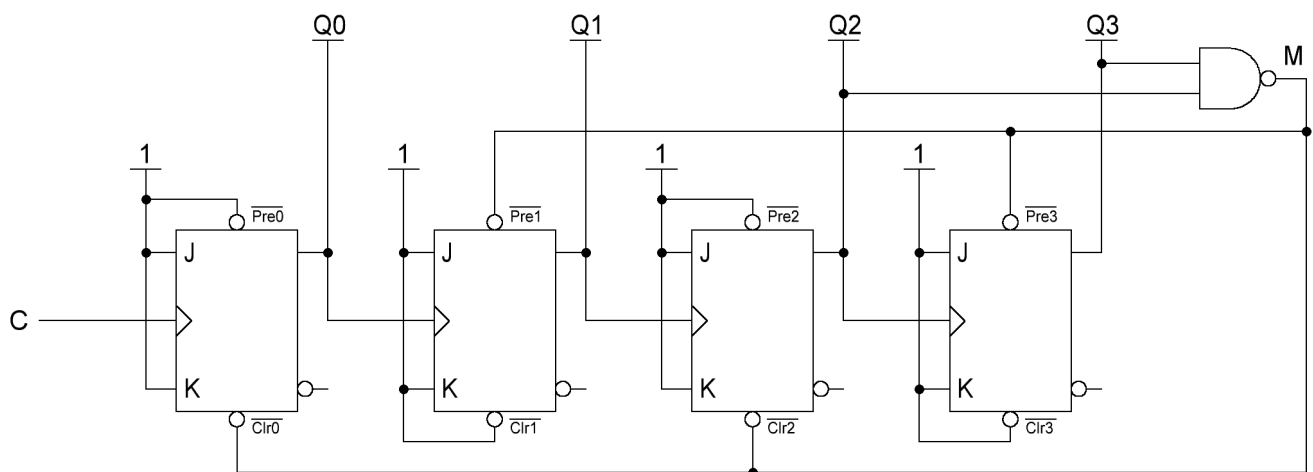 Q0 Q1 Q2 Q3
M
1 1 1 1
Pre0 Pre1 Pre2 Pre3
J J J J
C
K K K K
Clr0 Clr1 Clr2 Clr3